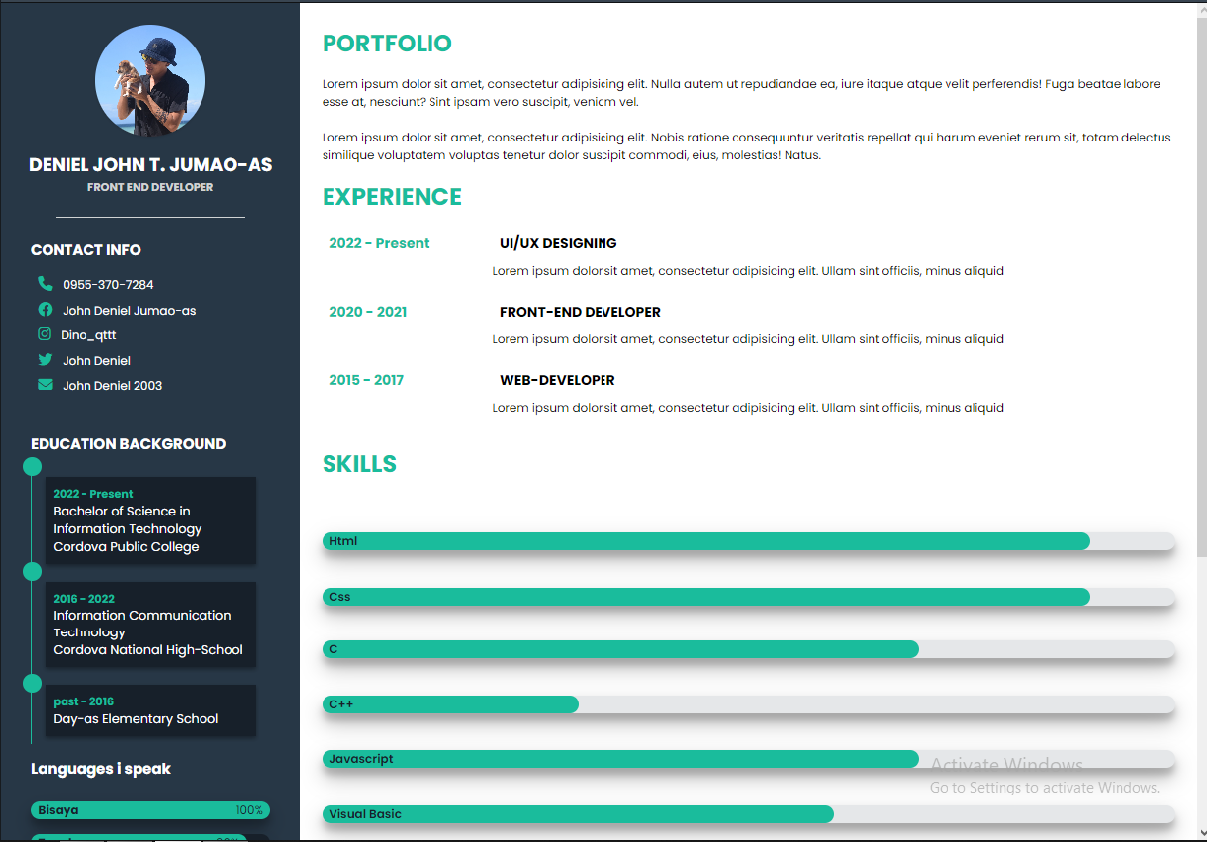 DENIEL JOHN T. JUMAO-AS
FRONT END DEVELOPER
CONTACT INFO
0955-370-7284
John Deniel Jumao-as
Dino_qttt
John Deniel
John Deniel 2003
EDUCATION BACKGROUND
2022 - Present
Bachelor of Science in
Information Technology
Cordova Public College
2016 - 2022
Information Communication
Technology
Cordova National High-School
past - 2016
Day-as Elementary School
Languages i speak
Bisaya 100%
PORTFOLIO
Lorem ipsum dolor sit amet, consectetur adipisicing elit. Nulla autem ut repudiandae ea, iure itaque atque velit perferendis! Fuga beatae labore
esse at, nesciunt? Sint ipsam vero suscipit, veniam vel.
Lorem ipsum dolor sit amet, consectetur adipisicing elit. Nobis ratione consequuntur veritatis repellat qui harum eveniet rerum sit, totam delectus
similique voluptatem voluptas tenetur dolor suscipit commodi, eius, molestias! Natus.
EXPERIENCE
2022 - Present UI/UX DESIGNING
Lorem ipsum dolorsit amet, consectetur adipisicing elit. Ullam sint officiis, minus aliquid
2020 - 2021 FRONT-END DEVELOPER
Lorem ipsum dolorsit amet, consectetur adipisicing elit. Ullam sint officiis, minus aliquid
2015 - 2017 WEB-DEVELOPER
Lorem ipsum dolorsit amet, consectetur adipisicing elit. Ullam sint officiis, minus aliquid
SKILLS
Html
Css
C
C++
Javascript
Visual Basic
Activate Windows
Go to Settings to activate Windows.